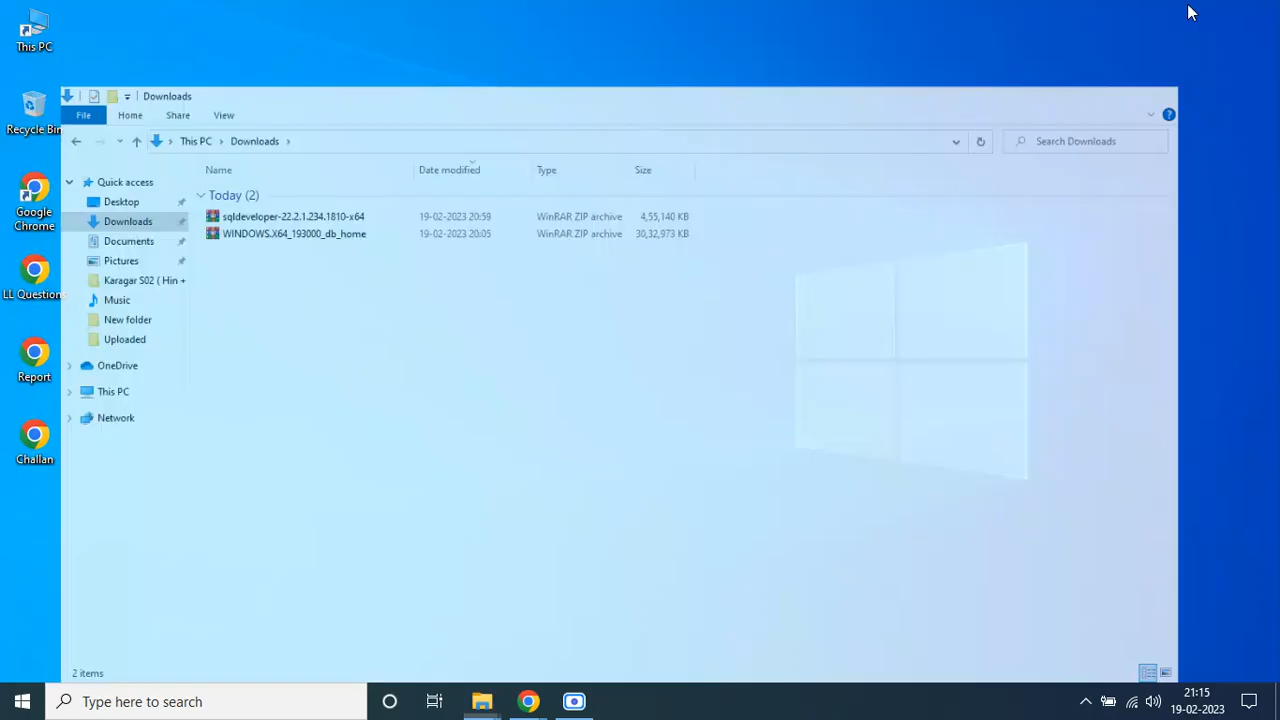 This PC
Recycle Bin
Google
Chrome
LL Questions
Report
Challan
Downloads
File Home Share View
This PC Downloads
Search Downloads
Name Date modified Type Size
Quick access
Desktop
Downloads
Documents
Pictures
Karagar S02 ( Hin +
Music
New folder
Uploaded
OneDrive
This PC
Network
Today (2)
sqldeveloper-22.2.1.234.1810-x64 19-02-2023 20:59 WinRAR ZIP archive 4,55,140 KB
WINDOWS.X64_193000_db_home 19-02-2023 20:05 WinRAR ZIP archive 30,32,973 KB
2 items
Type here to search
21:15
19-02-2023